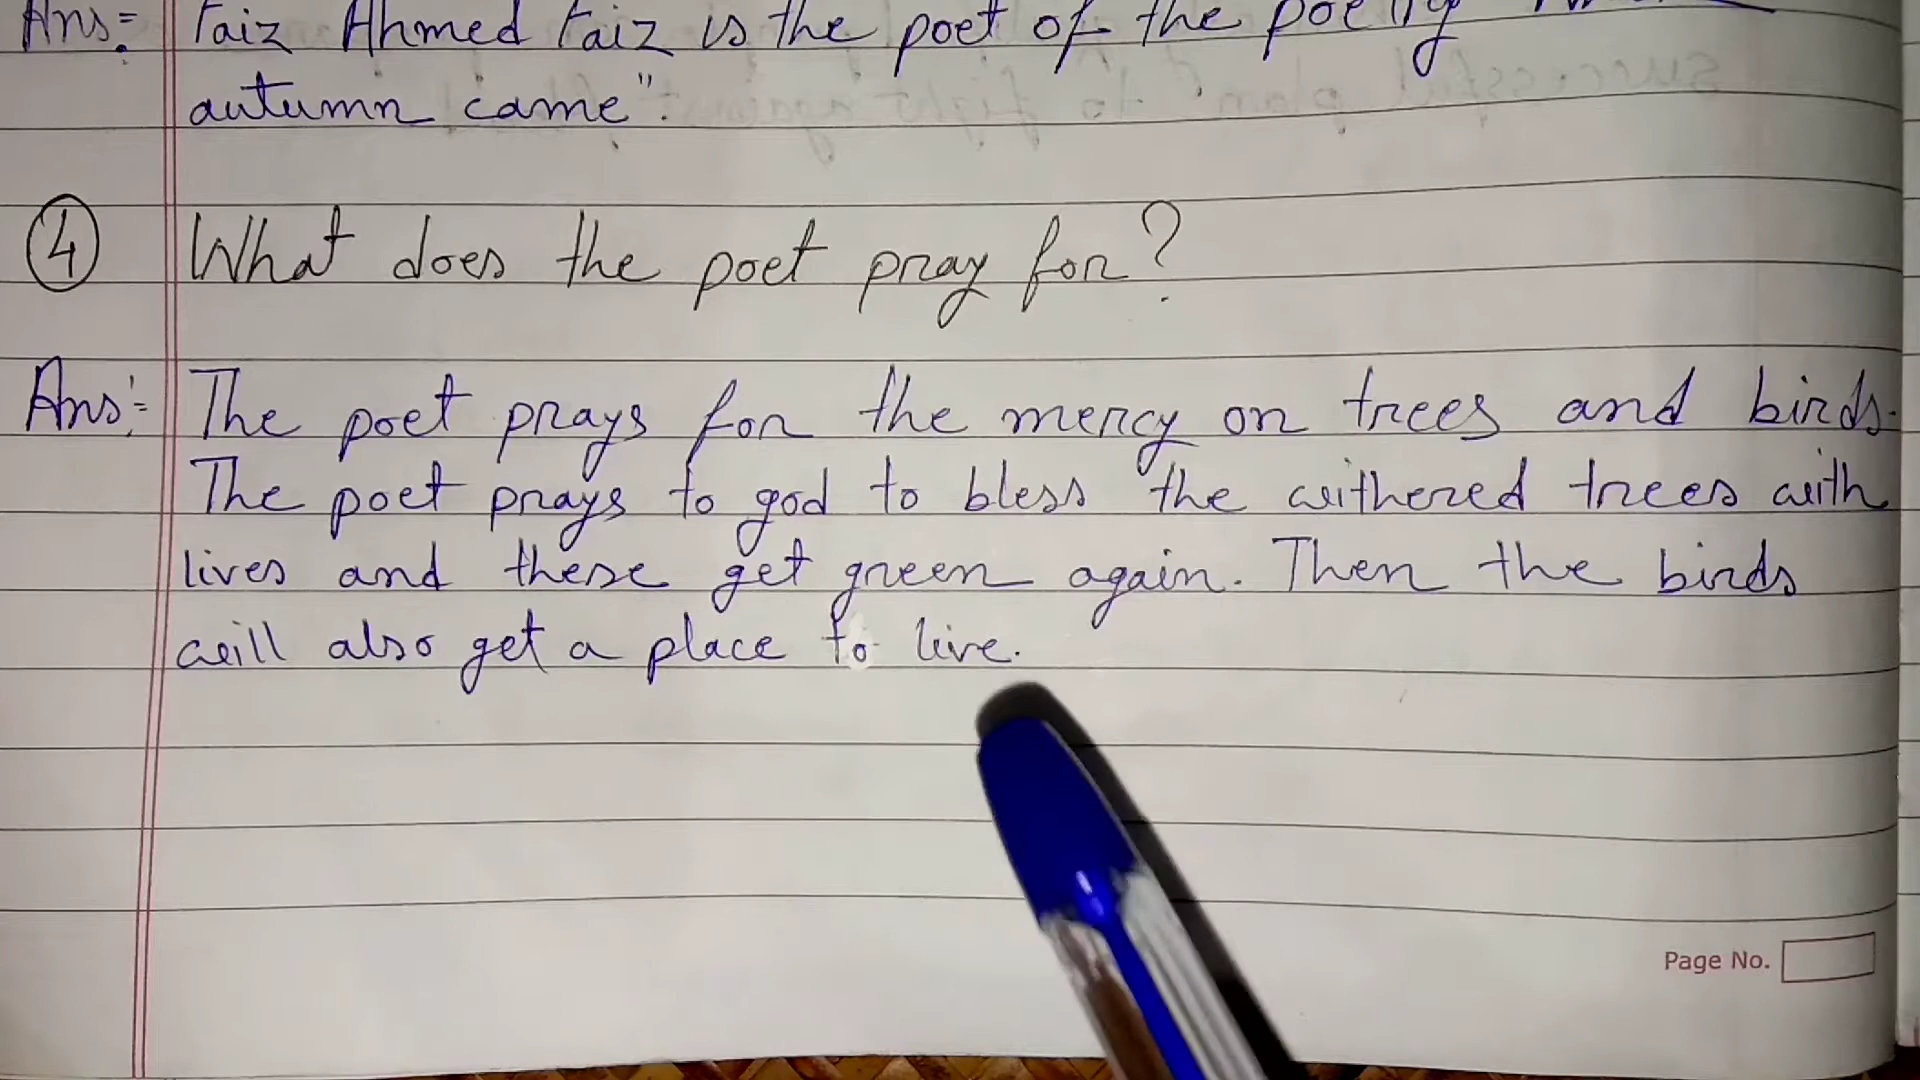 Ans:- Faiz Ahmed Faiz is the poet of the
autumn came".
4 What does the poet pray for?
Ans:- The poet prays for the mercy on trees and birds.
The poet prays to god to bless the withered trees with
lives and these get green again. Then the birds
will also get a place to live.
Page No.